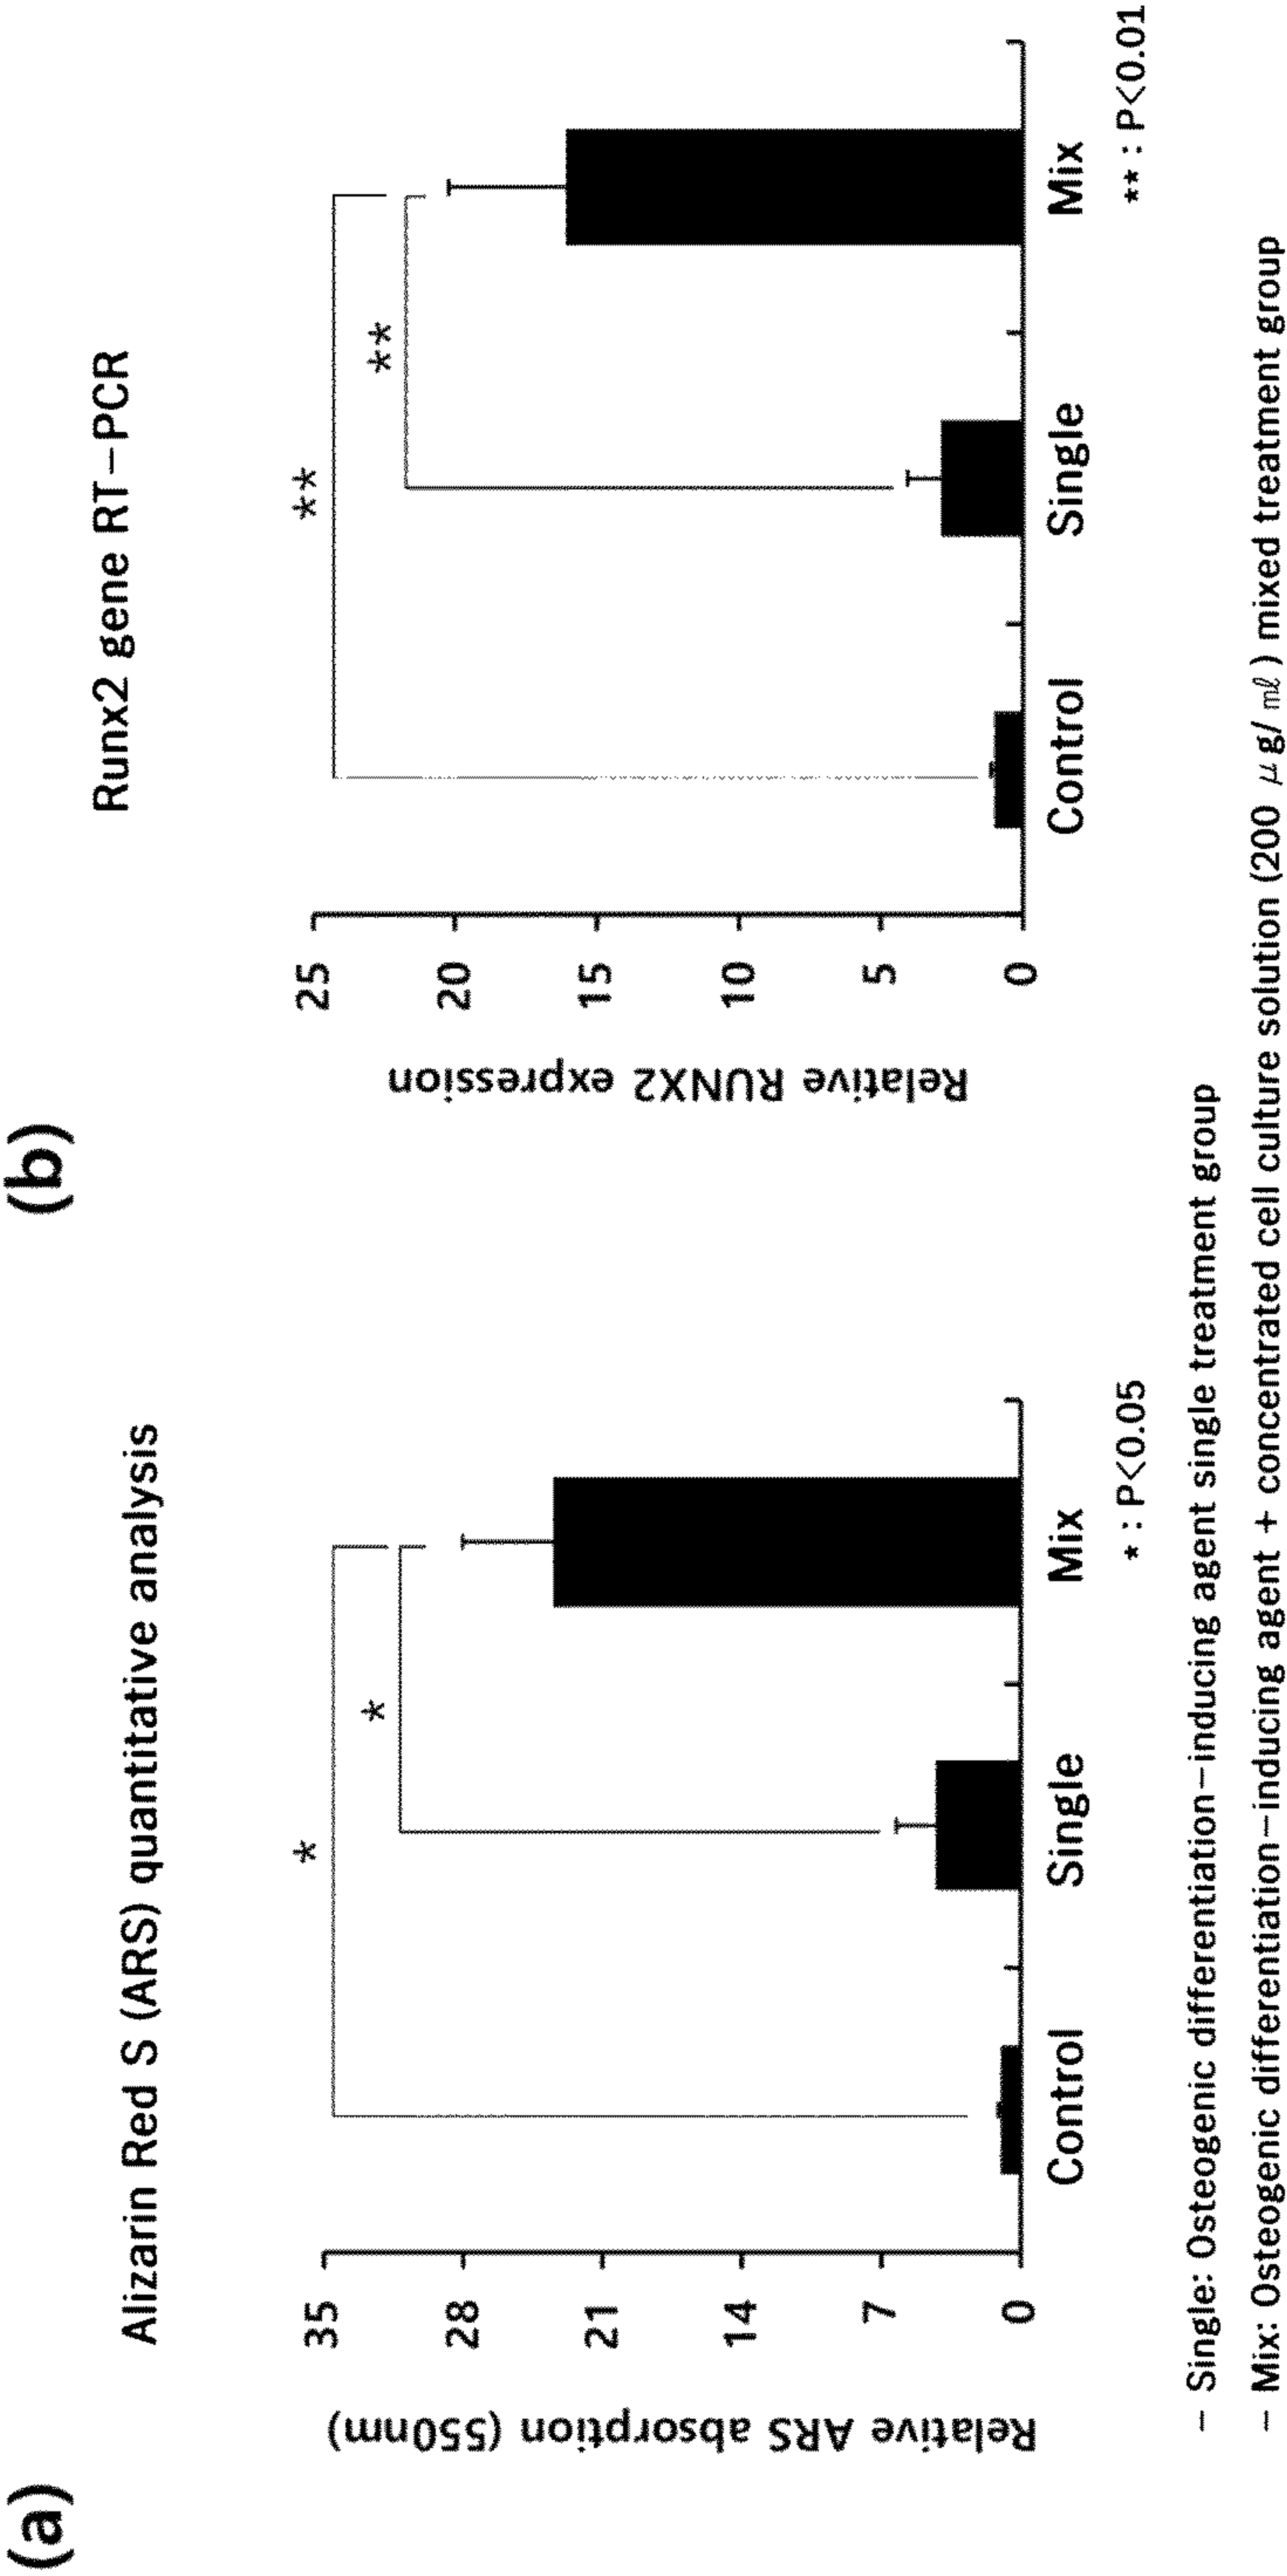 (a)
Alizarin Red S (ARS) quantitative analysis
Relative ARS absorption (550nm)
35
28
21
14
7
0
*
*
Control Single Mix
* : P<0.05
(b)
Runx2 gene RT−PCR
Relative RUNX2 expression
25
20
15
10
5
0
**
**
Control Single Mix
** : P<0.01
− Single: Osteogenic differentiation−inducing agent single treatment group
− Mix: Osteogenic differentiation−inducing agent + concentrated cell culture solution (200 μg/㎖) mixed treatment group